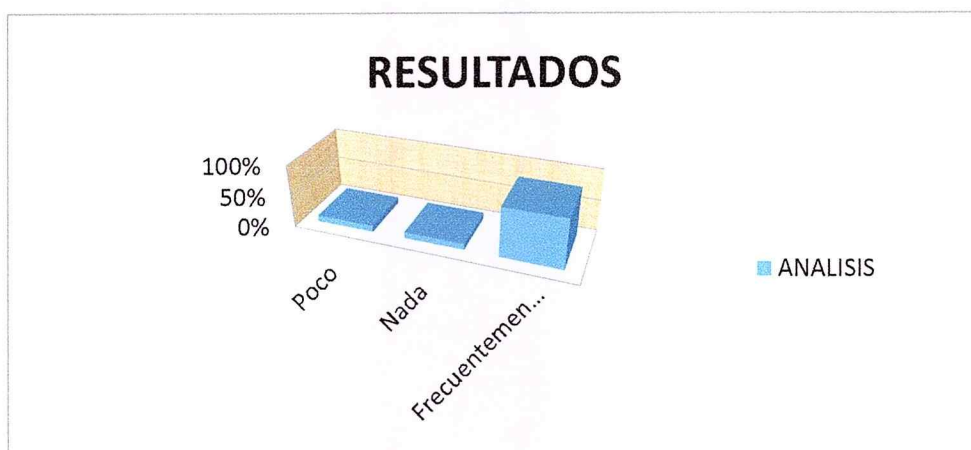 RESULTADOS
100%
50%
0%
Poco
Nada
Frecuentemen...
ANALISIS